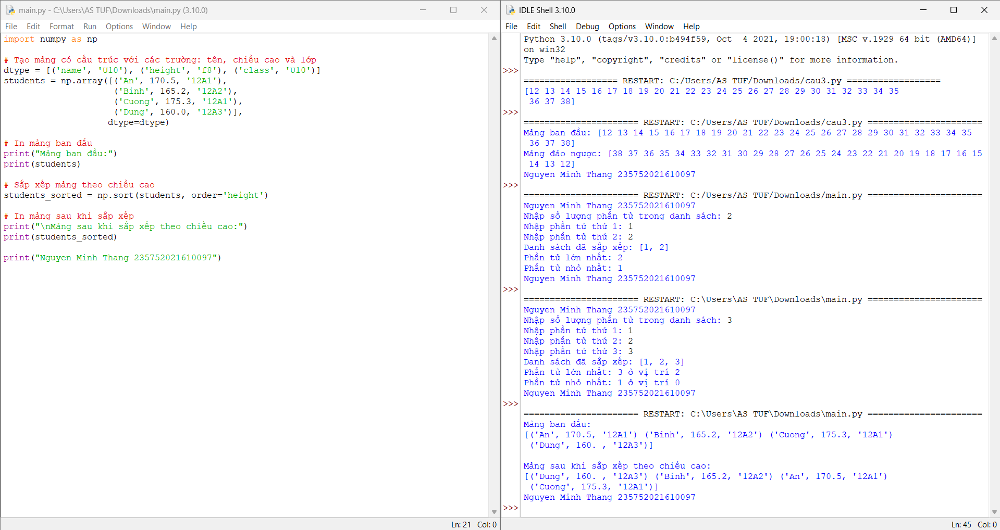 main.py - C:\Users\AS TUF\Downloads\main.py (3.10.0)
File Edit Format Run Options Window Help
import numpy as np
# Tạo mảng có cấu trúc với các trường: tên, chiều cao và lớp
dtype = [('name', 'U10'), ('height', 'f8'), ('class', 'U10')]
students = np.array([('An', 170.5, '12A1'),
                     ('Binh', 165.2, '12A2'),
                     ('Cuong', 175.3, '12A1'),
                     ('Dung', 160.0, '12A3')],
                    dtype=dtype)
# In mảng ban đầu
print("Mảng ban đầu:")
print(students)
# Sắp xếp mảng theo chiều cao
students_sorted = np.sort(students, order='height')
# In mảng sau khi sắp xếp
print("\nMảng sau khi sắp xếp theo chiều cao:")
print(students_sorted)
print("Nguyen Minh Thang 235752021610097")
Ln: 21 Col: 0
IDLE Shell 3.10.0
File Edit Shell Debug Options Window Help
Python 3.10.0 (tags/v3.10.0:b494f59, Oct  4 2021, 19:00:18) [MSC v.1929 64 bit (AMD64)]
on win32
Type "help", "copyright", "credits" or "license()" for more information.
>>>
================== RESTART: C:/Users/AS TUF/Downloads/cau3.py ==================
[12 13 14 15 16 17 18 19 20 21 22 23 24 25 26 27 28 29 30 31 32 33 34 35
 36 37 38]
>>>
====================== RESTART: C:/Users/AS TUF/Downloads/cau3.py ======================
Mảng ban đầu: [12 13 14 15 16 17 18 19 20 21 22 23 24 25 26 27 28 29 30 31 32 33 34 35
 36 37 38]
Mảng đảo ngược: [38 37 36 35 34 33 32 31 30 29 28 27 26 25 24 23 22 21 20 19 18 17 16 15
 14 13 12]
Nguyen Minh Thang 235752021610097
>>>
====================== RESTART: C:/Users/AS TUF/Downloads/main.py ======================
Nguyen Minh Thang 235752021610097
Nhập số lượng phần tử trong danh sách: 2
Nhập phần tử thứ 1: 1
Nhập phần tử thứ 2: 2
Danh sách đã sắp xếp: [1, 2]
Phần tử lớn nhất: 2
Phần tử nhỏ nhất: 1
Nguyen Minh Thang 235752021610097
>>>
====================== RESTART: C:\Users\AS TUF\Downloads\main.py ======================
Nguyen Minh Thang 235752021610097
Nhập số lượng phần tử trong danh sách: 3
Nhập phần tử thứ 1: 1
Nhập phần tử thứ 2: 2
Nhập phần tử thứ 3: 3
Danh sách đã sắp xếp: [1, 2, 3]
Phần tử lớn nhất: 3 ở vị trí 2
Phần tử nhỏ nhất: 1 ở vị trí 0
Nguyen Minh Thang 235752021610097
>>>
====================== RESTART: C:\Users\AS TUF\Downloads\main.py ======================
Mảng ban đầu:
[('An', 170.5, '12A1') ('Binh', 165.2, '12A2') ('Cuong', 175.3, '12A1')
 ('Dung', 160. , '12A3')]
Mảng sau khi sắp xếp theo chiều cao:
[('Dung', 160. , '12A3') ('Binh', 165.2, '12A2') ('An', 170.5, '12A1')
 ('Cuong', 175.3, '12A1')]
Nguyen Minh Thang 235752021610097
>>>
Ln: 45 Col: 0